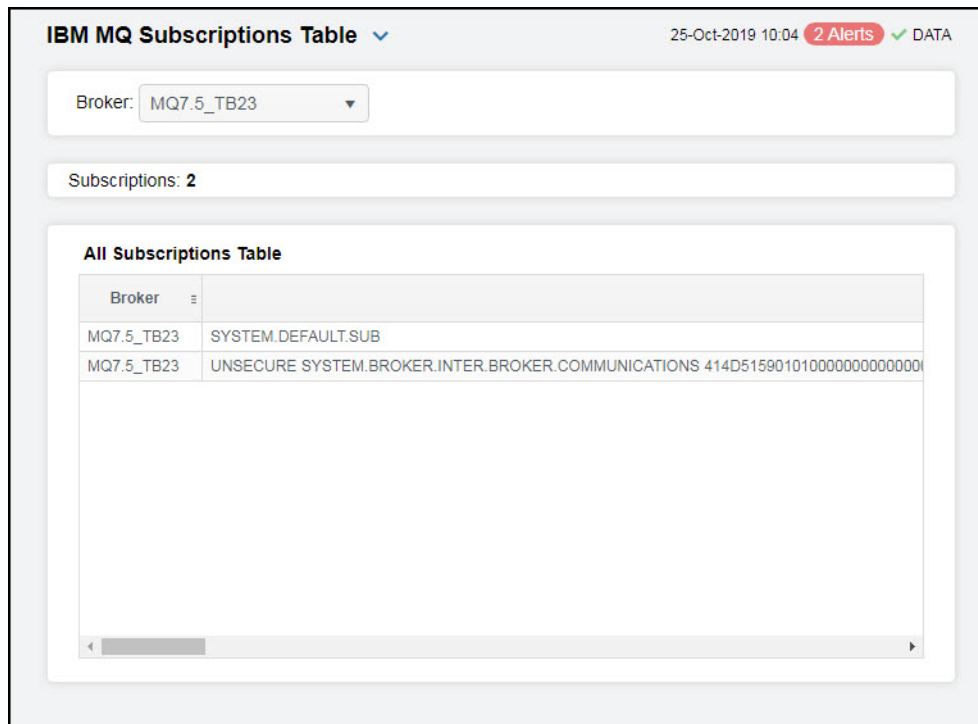 IBM MQ Subscriptions Table
25-Oct-2019 10:04 2 Alerts DATA
Broker: MQ7.5_TB23
Subscriptions: 2
All Subscriptions Table
Broker
MQ7.5_TB23 SYSTEM.DEFAULT.SUB
MQ7.5_TB23 UNSECURE SYSTEM.BROKER.INTER.BROKER.COMMUNICATIONS